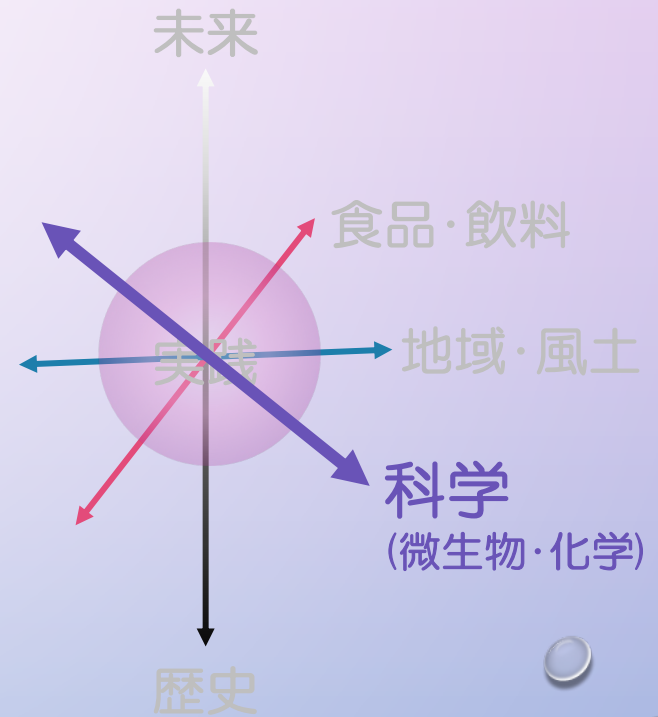 未来
食品・飲料
地域・風土
実践
科学
(微生物・化学)
歴史